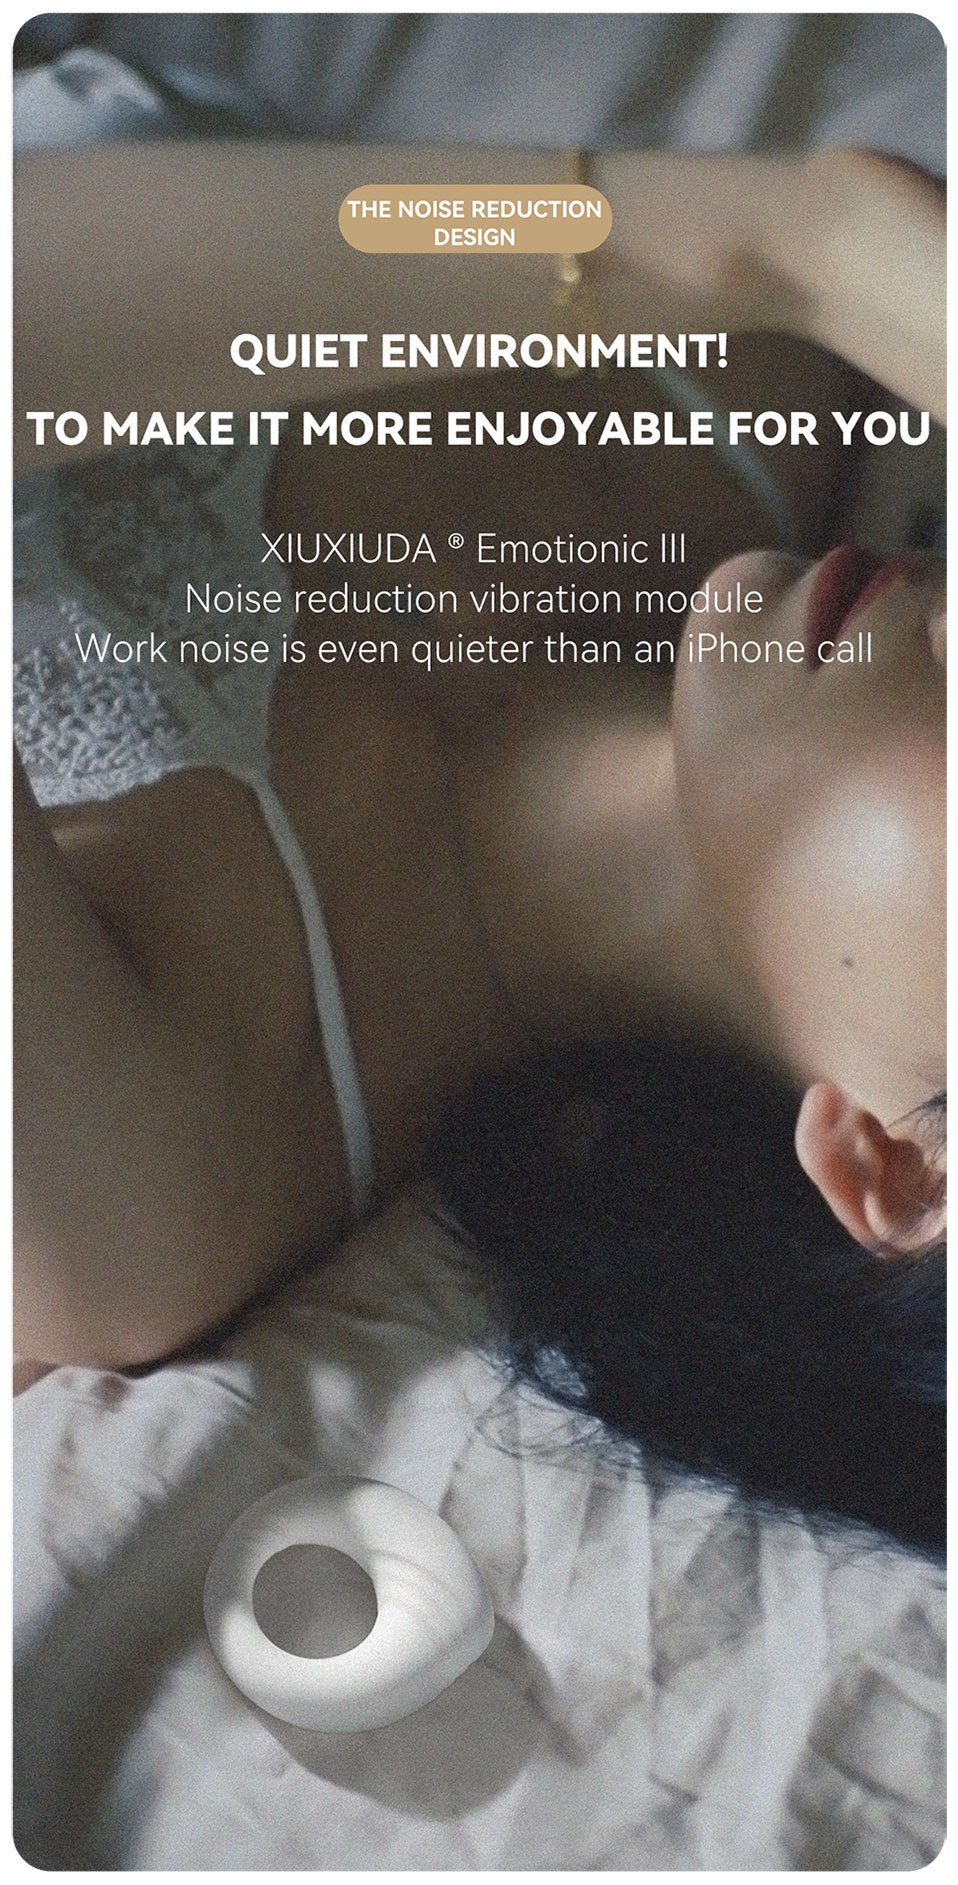 THE NOISE REDUCTION
DESIGN
QUIET ENVIRONMENT!
TO MAKE IT MORE ENJOYABLE FOR YOU
XIUXIUDA ® Emotionic III
Noise reduction vibration module
Work noise is even quieter than an iPhone call